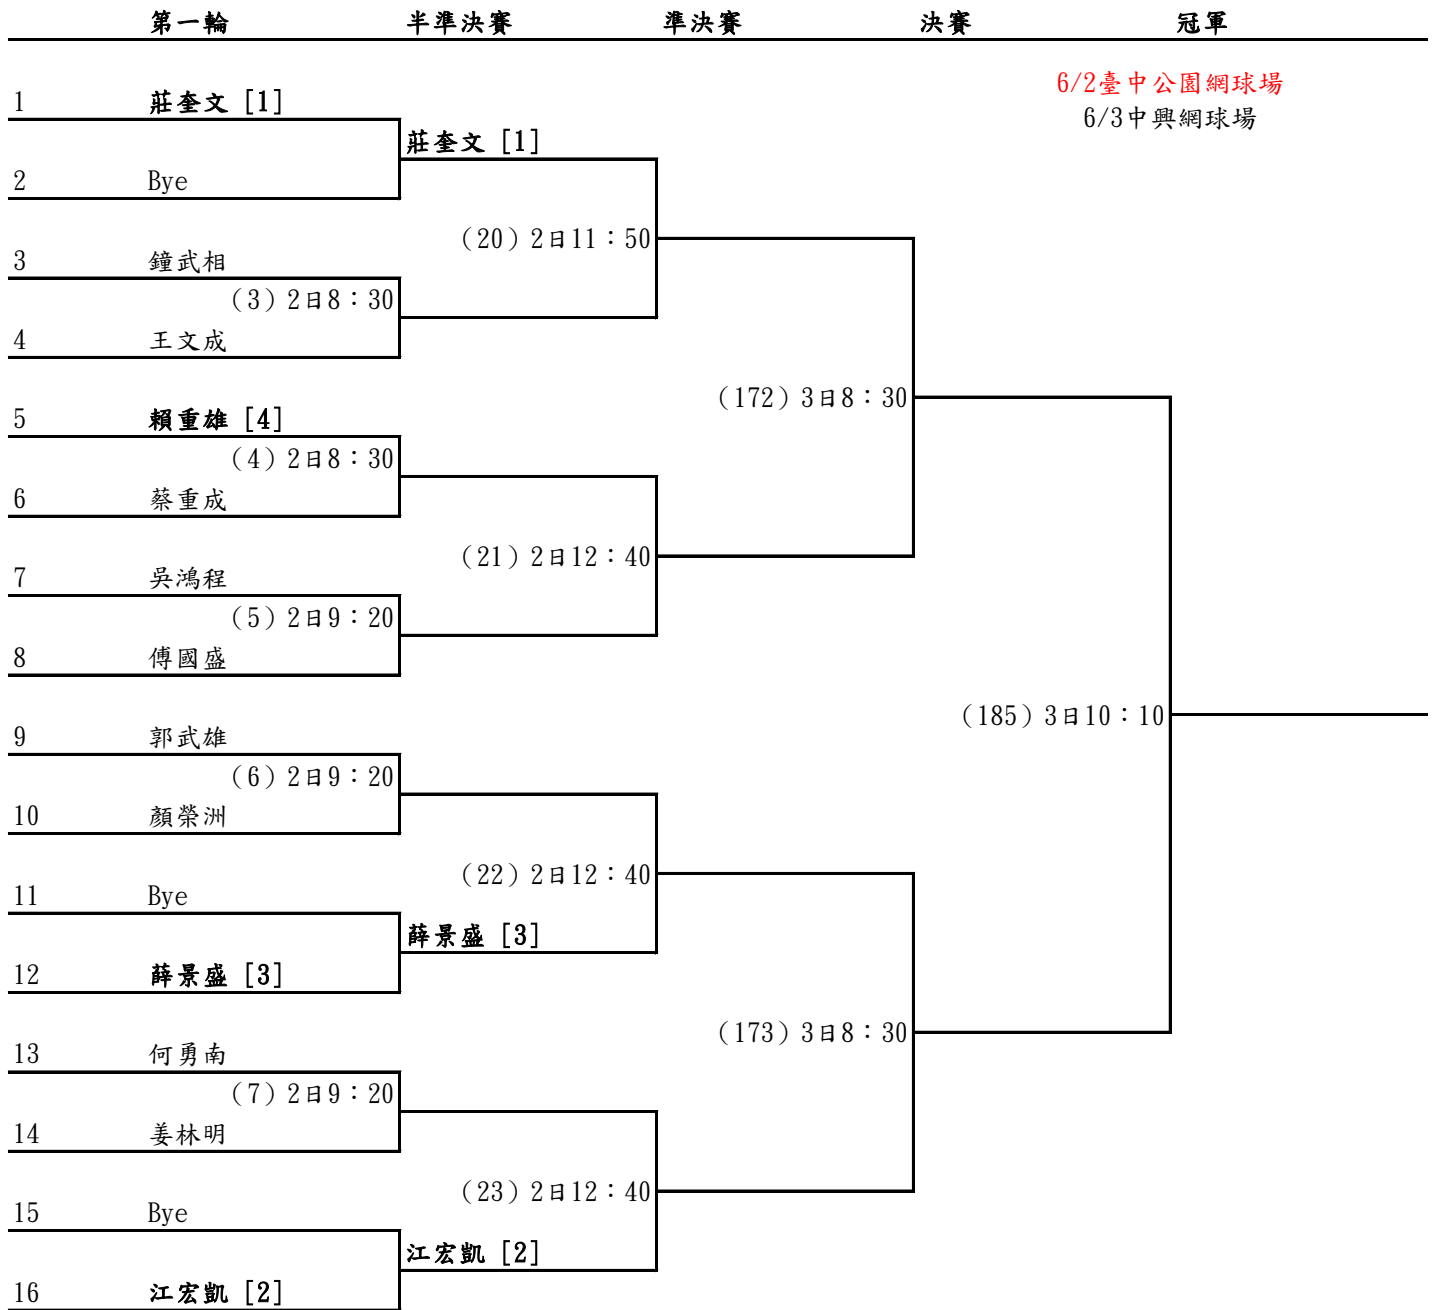 第一輪 半準決賽 準決賽 決賽 冠軍
6/2臺中公園網球場
1 莊奎文 [1]
6/3中興網球場
莊奎文 [1]
2 Bye
(20) 2日11：50
3 鐘武相
(3) 2日8：30
4 王文成
(172) 3日8：30
5 賴重雄 [4]
(4) 2日8：30
6 蔡重成
(21) 2日12：40
7 吳鴻程
(5) 2日9：20
8 傅國盛
(185) 3日10：10
9 郭武雄
(6) 2日9：20
10 顏榮洲
(22) 2日12：40
11 Bye
薛景盛 [3]
12 薛景盛 [3]
(173) 3日8：30
13 何勇南
(7) 2日9：20
14 姜林明
(23) 2日12：40
15 Bye
江宏凱 [2]
16 江宏凱 [2]